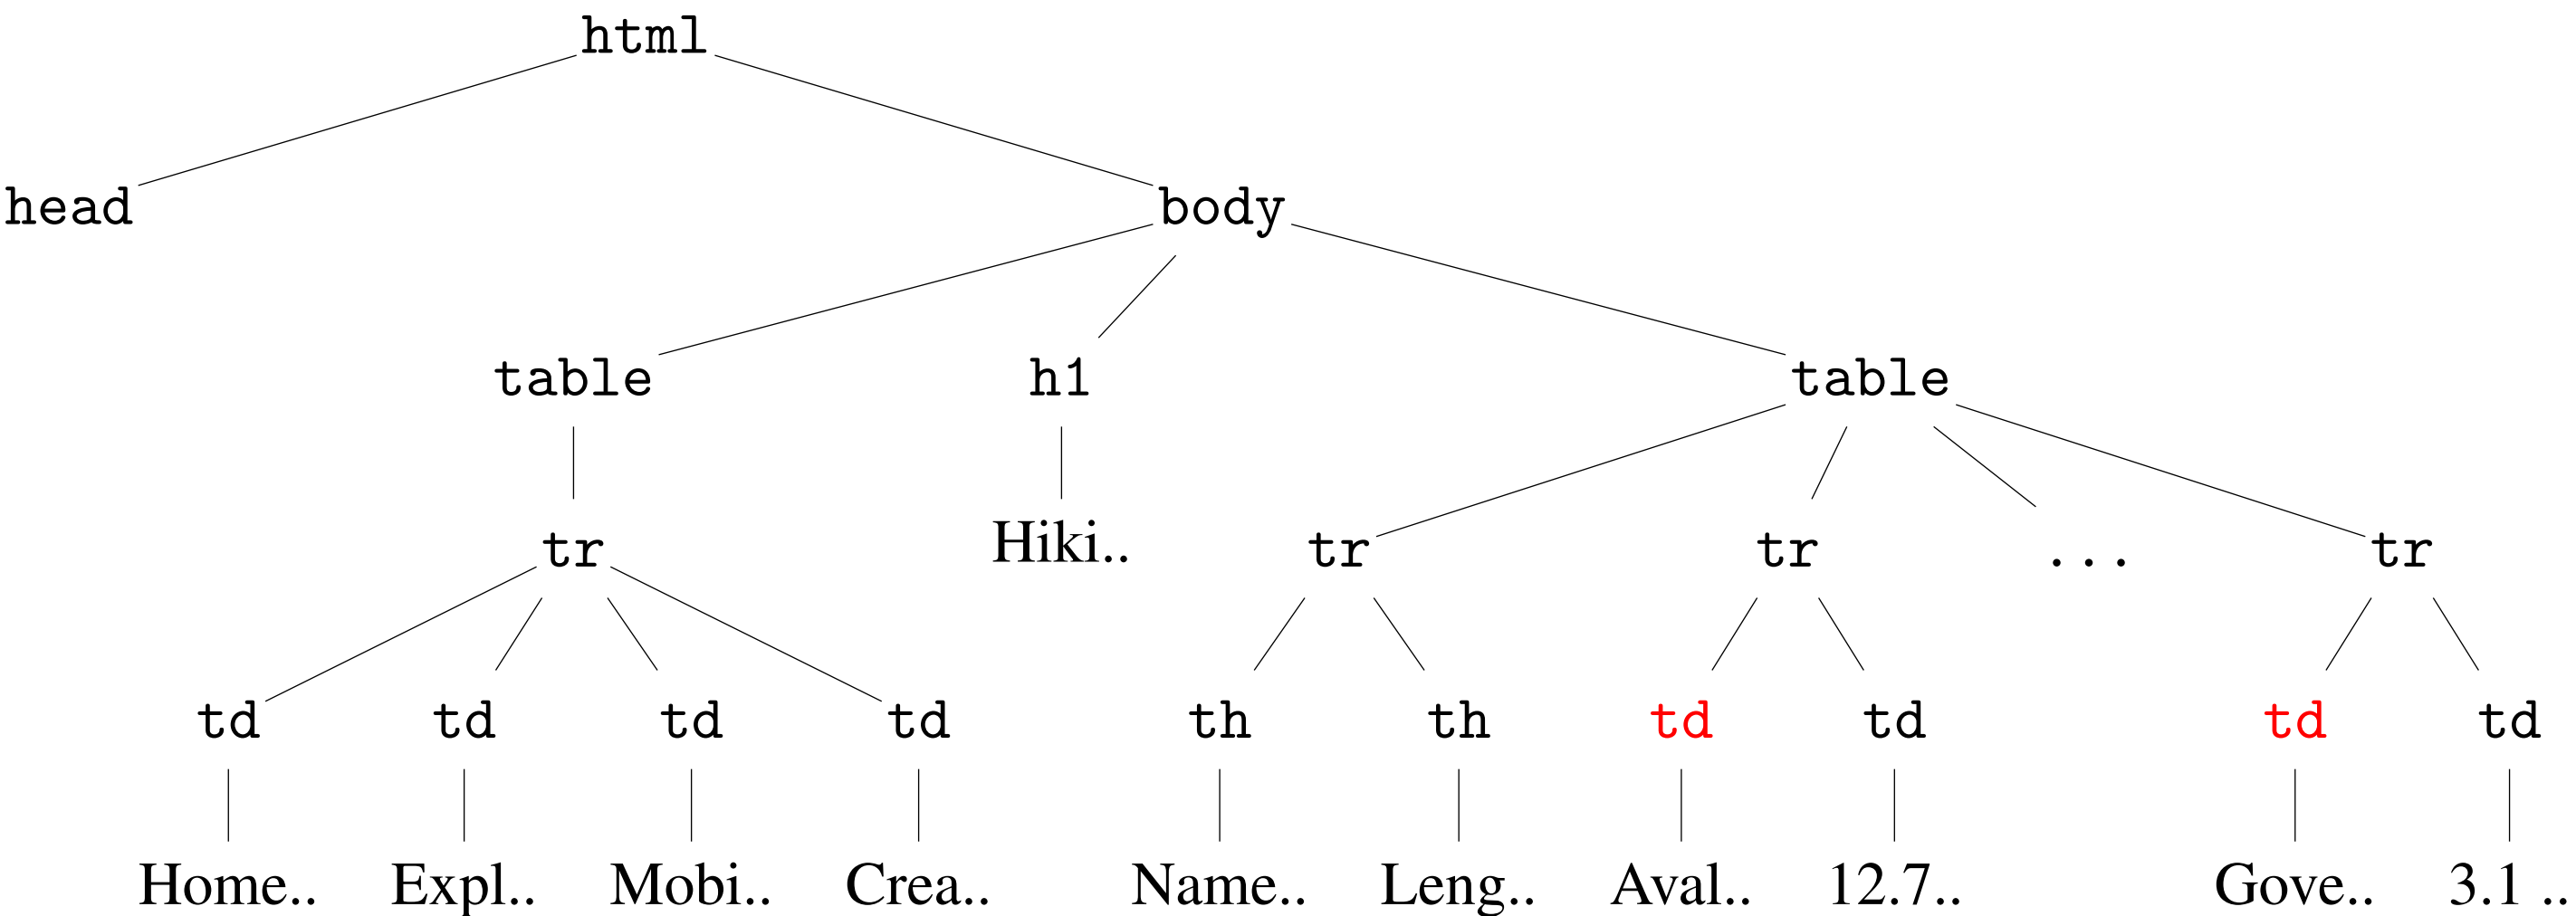 html
head body
table h1 table
tr Hiki.. tr tr ... tr
td td td td th th td td td td
Home.. Expl.. Mobi.. Crea.. Name.. Leng.. Aval.. 12.7.. Gove.. 3.1 ..